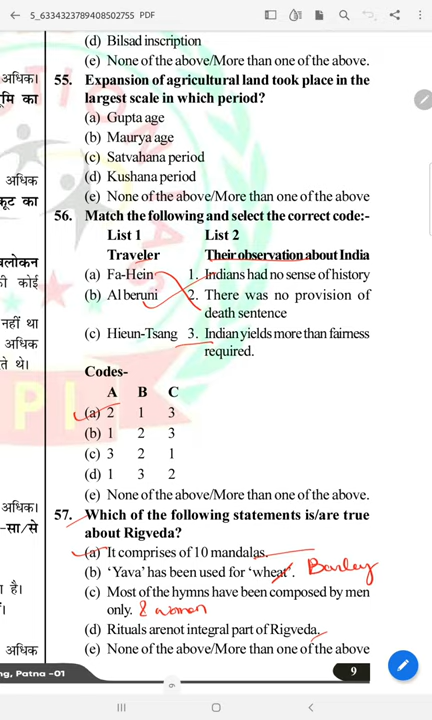 5_6334323789408502755 PDF
(d) Bilsad inscription
(e) None of the above/More than one of the above.
अधिक।
55. Expansion of agricultural land took place in the
मि का
largest scale in which period?
(a) Gupta age
(b) Maurya age
(c) Satvahana period
अधिक
(d) Kushana period
कूट का
(e) None of the above/More than one of the above
56. Match the following and select the correct code:-
List 1 List 2
वलोकन
Traveler Their observation about India
ी कोई
(a) Fa-Hein 1. Indians had no sense of history
(b) Al beruni 2. There was no provision of
death sentence
नहीं था
अधिक
(c) Hieun-Tsang 3. Indian yields more than fairness
ते थे।
required.
Codes-
A B C
(a) 2 1 3
(b) 1 2 3
(c) 3 2 1
(d) 1 3 2
(e) None of the above/More than one of the above.
अधिक।
57. Which of the following statements is/are true
-सा/से
about Rigveda?
(a) It comprises of 10 mandalas.
(b) ‘Yava’ has been used for ‘wheat’. Barley
है।
(c) Most of the hymns have been composed by men
only. & women
(d) Rituals arenot integral part of Rigveda.
अधिक
(e) None of the above/More than one of the above
ng, Patna -01
9